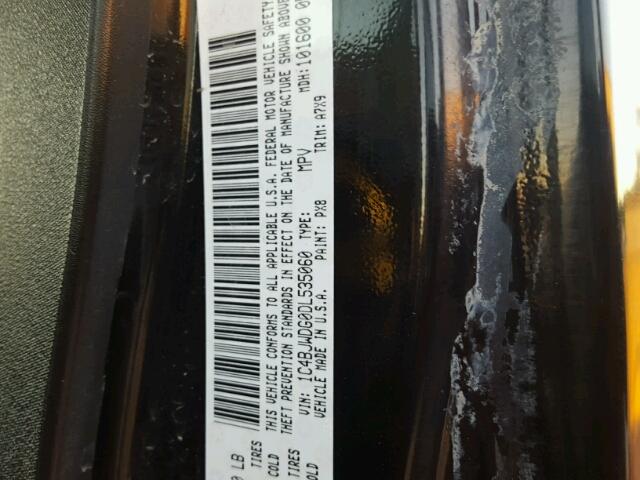 LB
TIRES
COLD
TIRES
COLD
THIS VEHICLE CONFORMS TO ALL APPLICABLE U.S.A. FEDERAL MOTOR VEHICLE SAFETY,
THEFT PREVENTION STANDARDS IN EFFECT ON THE DATE OF MANUFACTURE SHOWN ABOVE
VIN: 1C4BJWDG0DL535060 TYPE: MPV MDH:101600
VEHICLE MADE IN U.S.A. PAINT: PX8 TRIM: A7X9